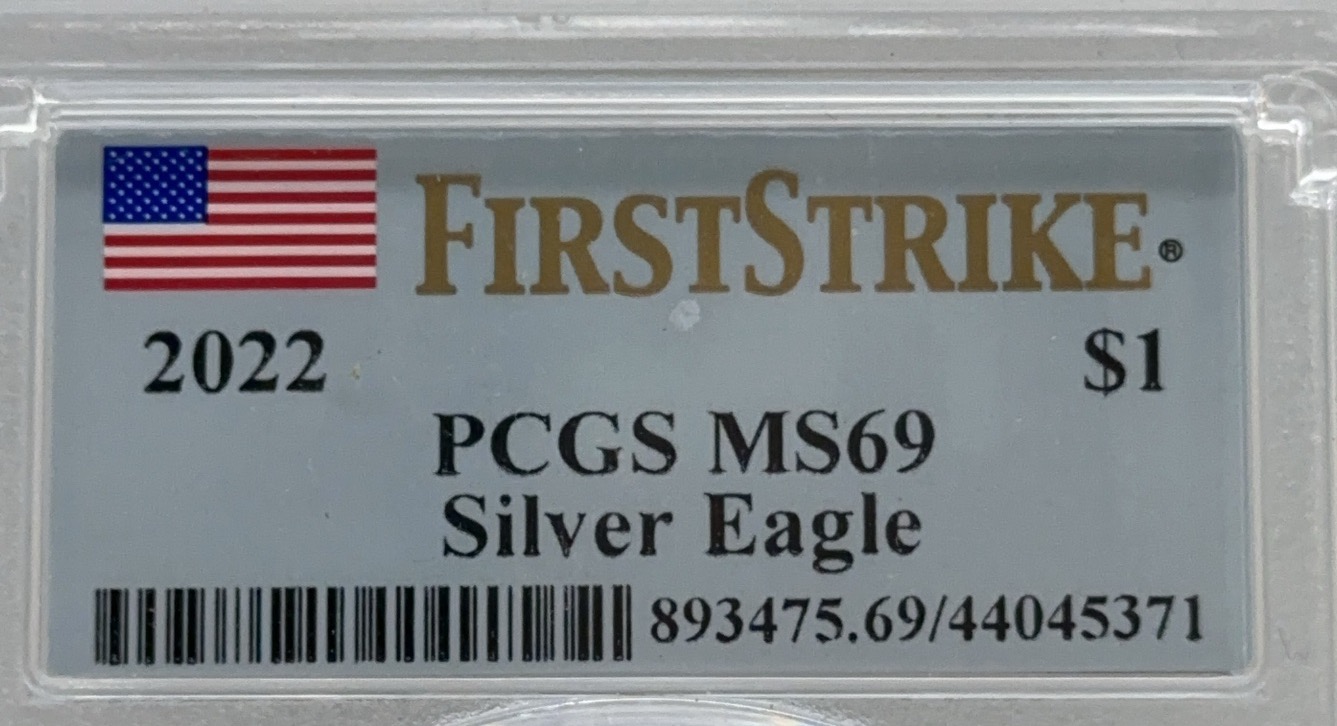 FIRSTSTRIKE®
2022 $1
PCGS MS69
Silver Eagle
893475.69/44045371